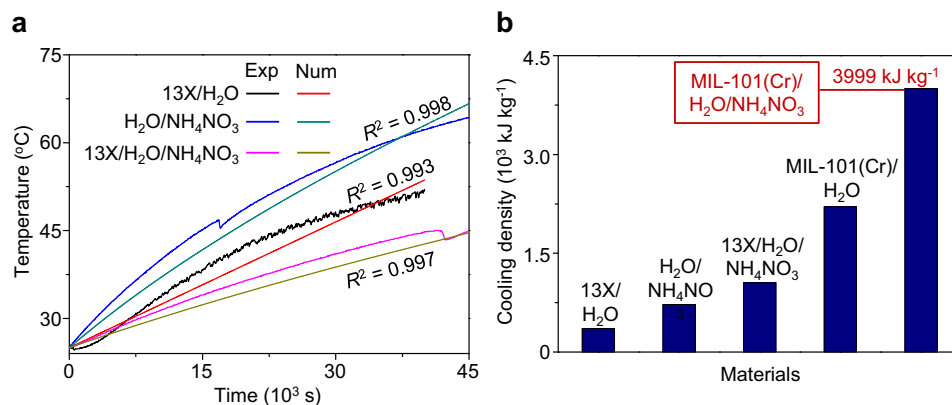 a
Exp Num
13X/H₂O
H₂O/NH₄NO₃
13X/H₂O/NH₄NO₃
R² = 0.998
R² = 0.993
R² = 0.997
75
60
45
30
0 15 30 45
Temperature (°C)
Time (10³ s)
b
4.5
3.0
1.5
0
Cooling density (10³ kJ kg⁻¹)
MIL-101(Cr)/
H₂O/NH₄NO₃
3999 kJ kg⁻¹
MIL-101(Cr)/
H₂O
13X/H₂O/
NH₄NO₃
H₂O/
NH₄NO
3
13X/
H₂O
Materials